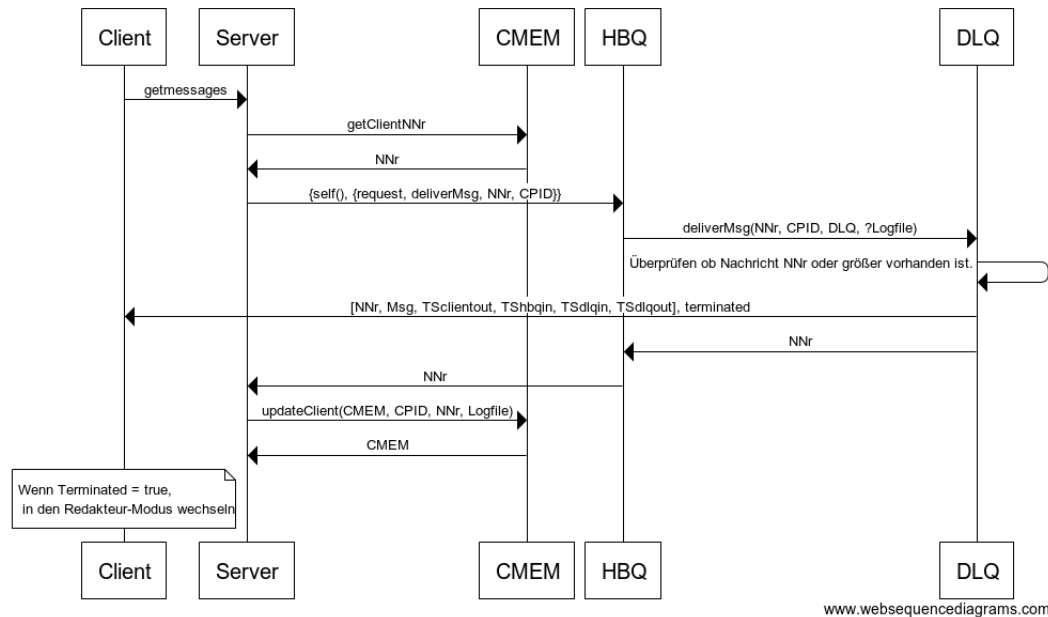 Client Server CMEM HBQ DLQ
getmessages
getClientNNr
NNr
{self(), {request, deliverMsg, NNr, CPID}}
deliverMsg(NNr, CPID, DLQ, ?Logfile)
Überprüfen ob Nachricht NNr oder größer vorhanden ist.
[NNr, Msg, TSclientout, TShbqin, TSdlqin, TSdlqout], terminated
NNr
NNr
updateClient(CMEM, CPID, NNr, Logfile)
CMEM
Wenn Terminated = true,
in den Redakteur-Modus wechseln
Client Server CMEM HBQ DLQ
www.websequencediagrams.com